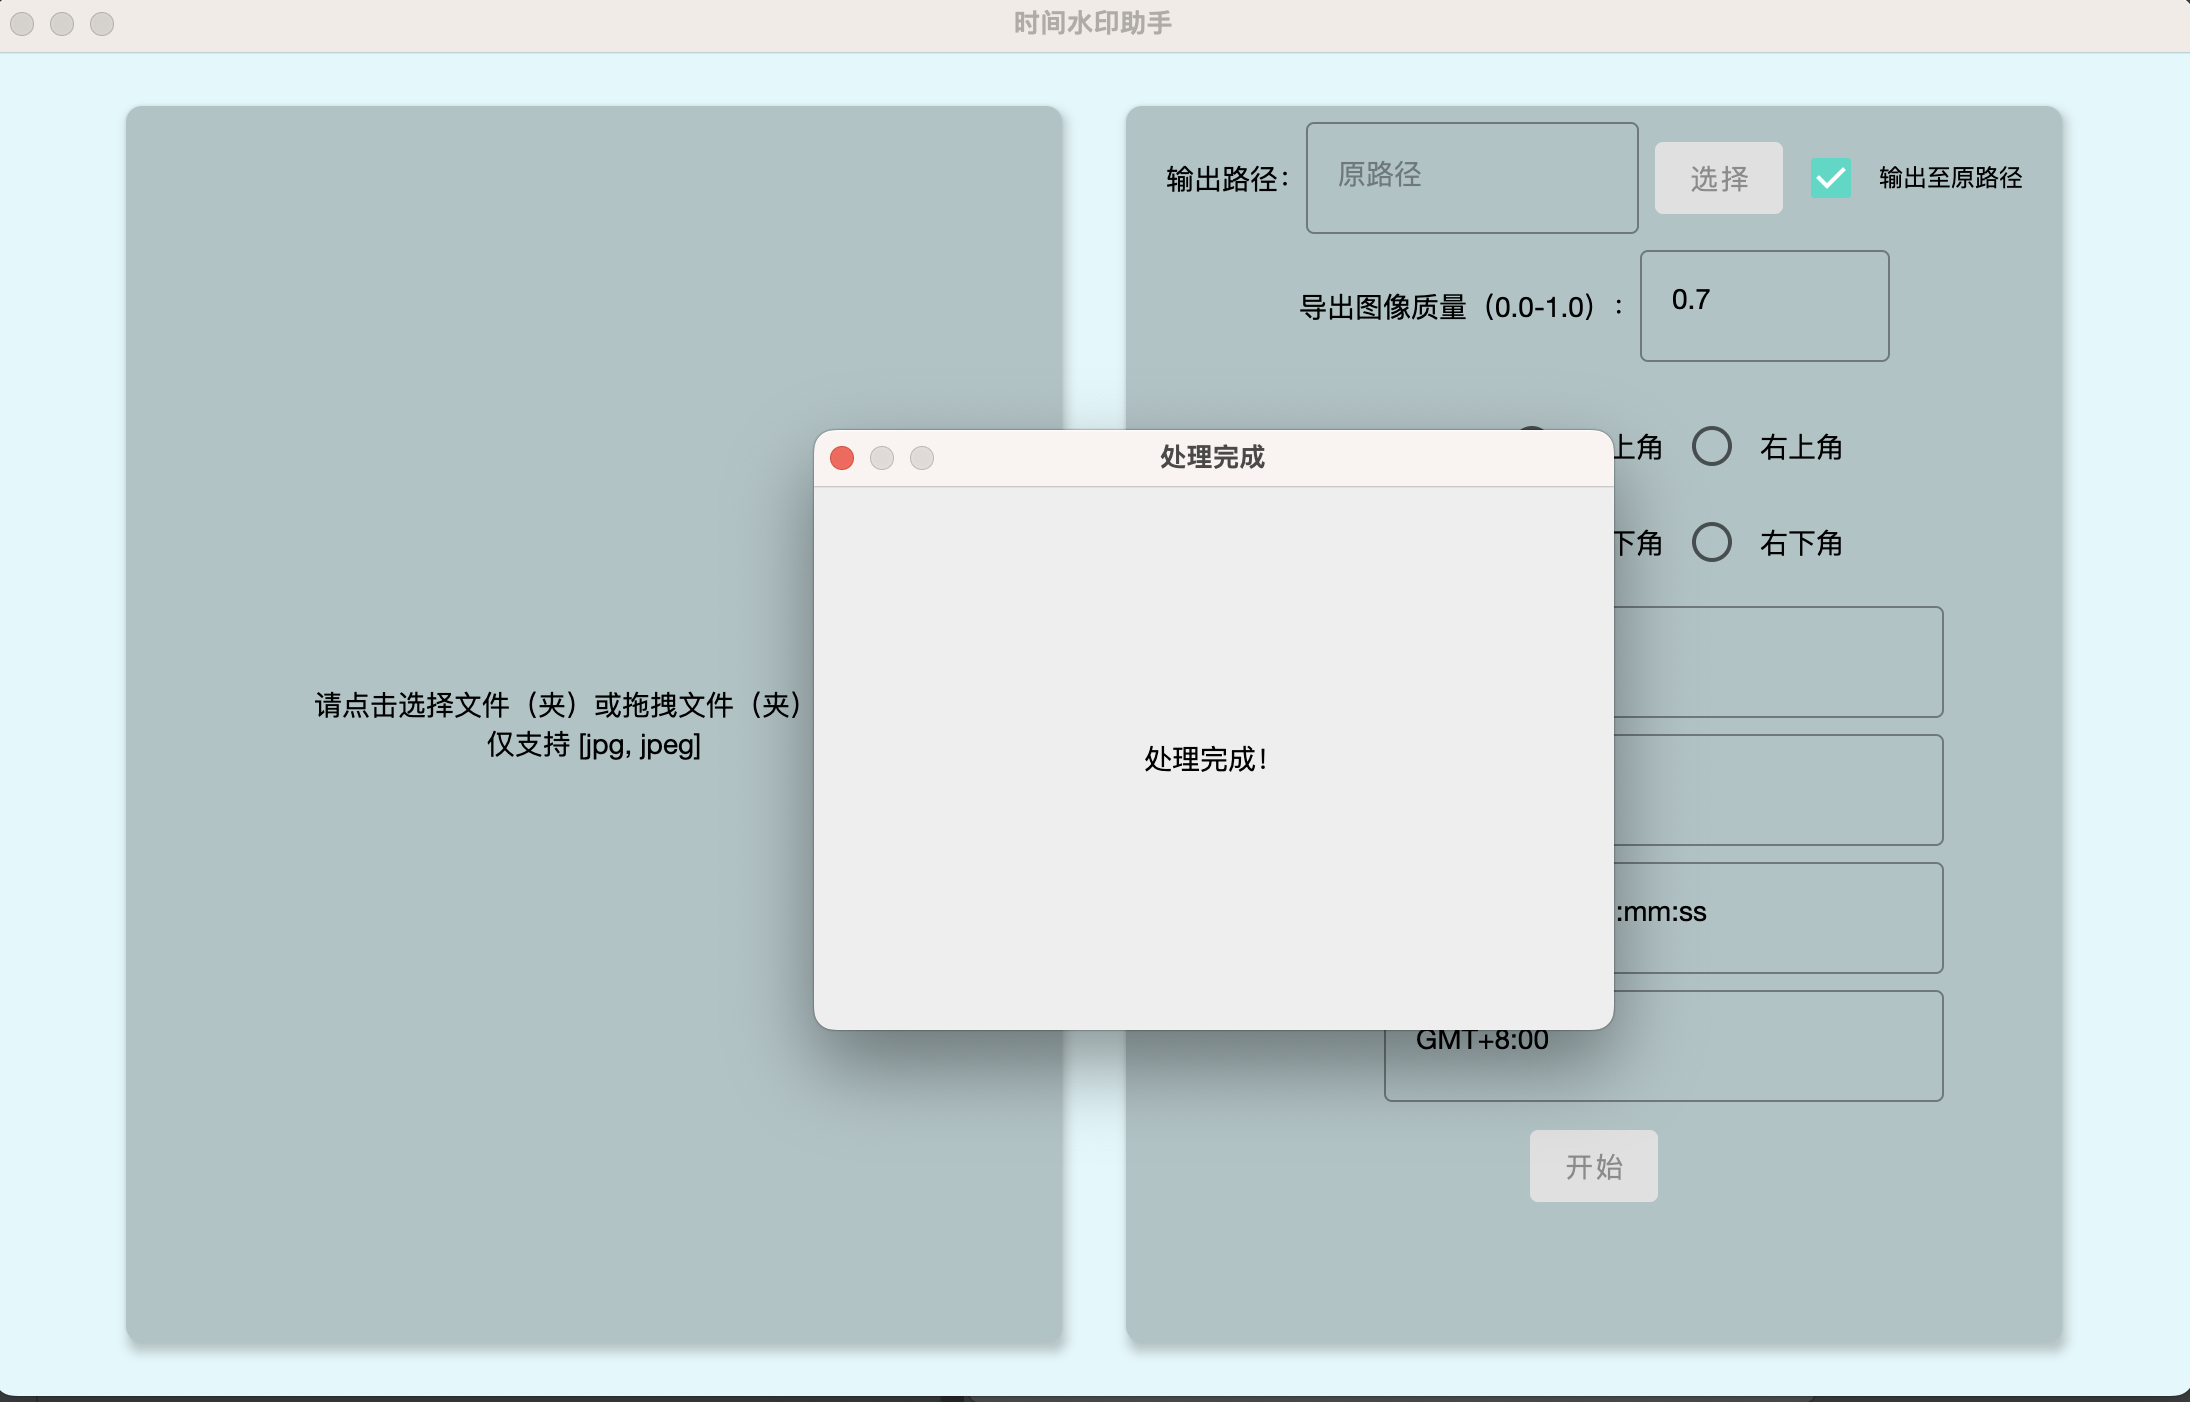 时间水印助手
输出路径：
原路径
选择
输出至原路径
导出图像质量（0.0-1.0）：
0.7
上角
右上角
处理完成
下角
右下角
请点击选择文件（夹）或拖拽文件（夹）
仅支持 [jpg, jpeg]
处理完成！
:mm:ss
GMT+8:00
开始